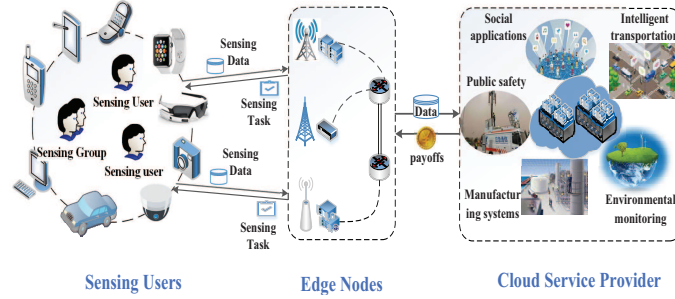 Sensing User
Sensing Group
Sensing user
Sensing
Data
Sensing
Task
Sensing
Data
Sensing
Task
Data
payoffs
Social
applications
Intelligent
transportation
Public safety
Manufactur
ing systems
Environmental
monitoring
Sensing Users
Edge Nodes
Cloud Service Provider